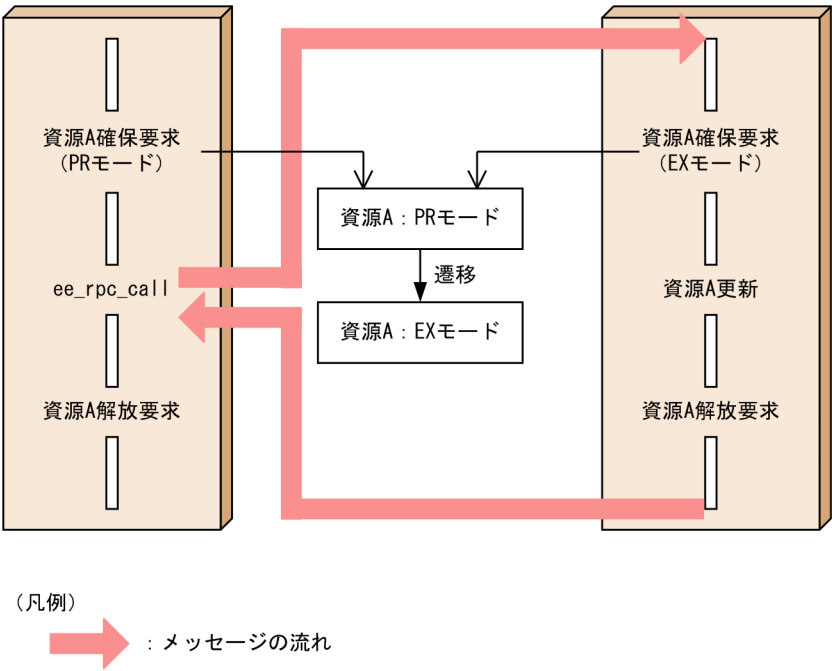 資源A確保要求
(PRモード)
ee_rpc_call
資源A解放要求
資源A：PRモード
遷移
資源A：EXモード
資源A確保要求
(EXモード)
資源A更新
資源A解放要求
(凡例)
：メッセージの流れ